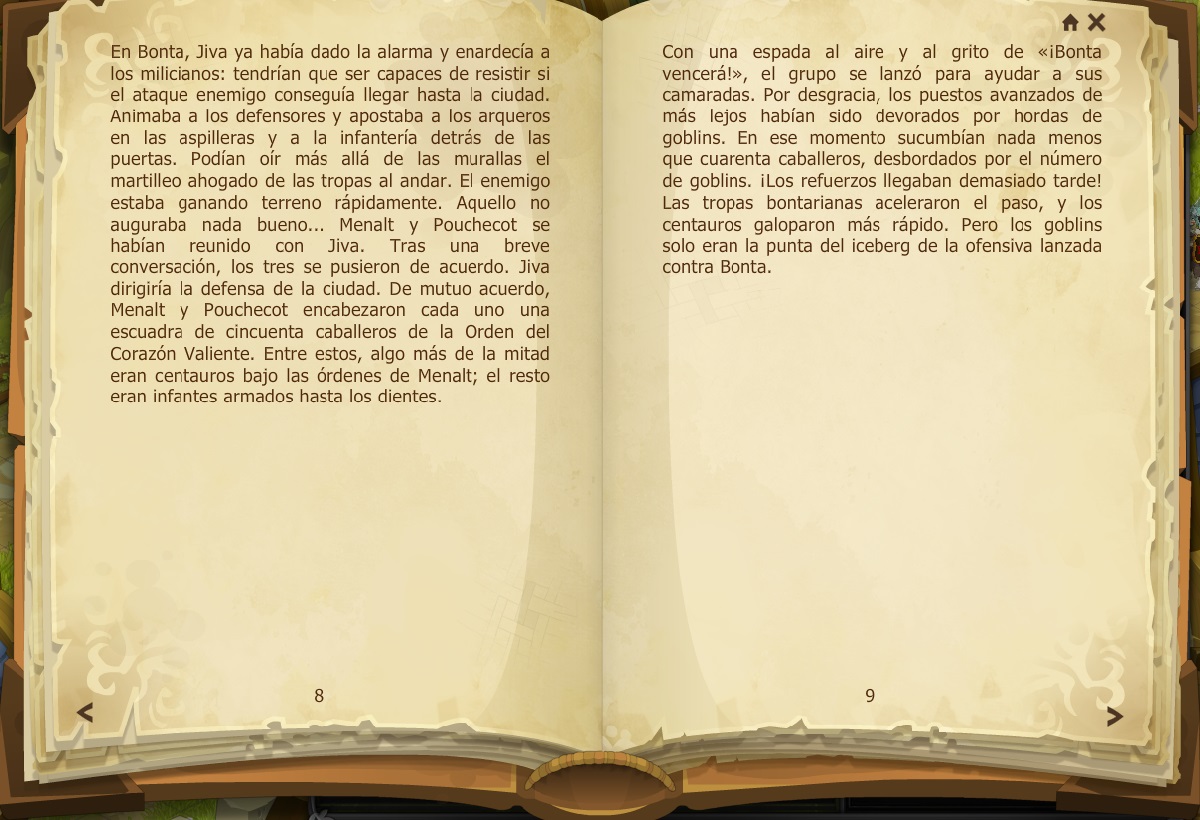 En Bonta, Jiva ya había dado la alarma y enardecía a
los milicianos: tendrían que ser capaces de resistir si
el ataque enemigo conseguía llegar hasta la ciudad.
Animaba a los defensores y apostaba a los arqueros
en las aspilleras y a la infantería detrás de las
puertas. Podían oír más allá de las murallas el
martilleo ahogado de las tropas al andar. El enemigo
estaba ganando terreno rápidamente. Aquello no
auguraba nada bueno... Menalt y Pouchecot se
habían reunido con Jiva. Tras una breve
conversación, los tres se pusieron de acuerdo. Jiva
dirigiría la defensa de la ciudad. De mutuo acuerdo,
Menalt y Pouchecot encabezaron cada uno una
escuadra de cincuenta caballeros de la Orden del
Corazón Valiente. Entre estos, algo más de la mitad
eran centauros bajo las órdenes de Menalt; el resto
eran infantes armados hasta los dientes.
8
Con una espada al aire y al grito de «¡Bonta
vencerá!», el grupo se lanzó para ayudar a sus
camaradas. Por desgracia, los puestos avanzados de
más lejos habían sido devorados por hordas de
goblins. En ese momento sucumbían nada menos
que cuarenta caballeros, desbordados por el número
de goblins. ¡Los refuerzos llegaban demasiado tarde!
Las tropas bontarianas aceleraron el paso, y los
centauros galoparon más rápido. Pero los goblins
solo eran la punta del iceberg de la ofensiva lanzada
contra Bonta.
9